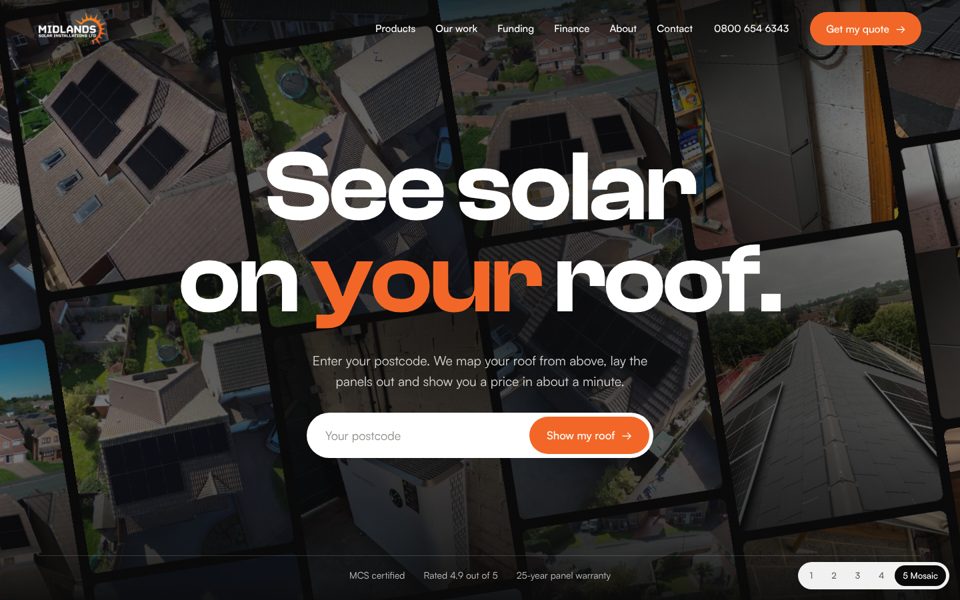 MIDLANDS
SOLAR INSTALLATIONS LTD
Products
Our work
Funding
Finance
About
Contact
0800 654 6343
Get my quote →
See solar
on your roof.
Enter your postcode. We map your roof from above, lay the
panels out and show you a price in about a minute.
Your postcode
Show my roof →
MCS certified
Rated 4.9 out of 5
25-year panel warranty
1
2
3
4
5 Mosaic